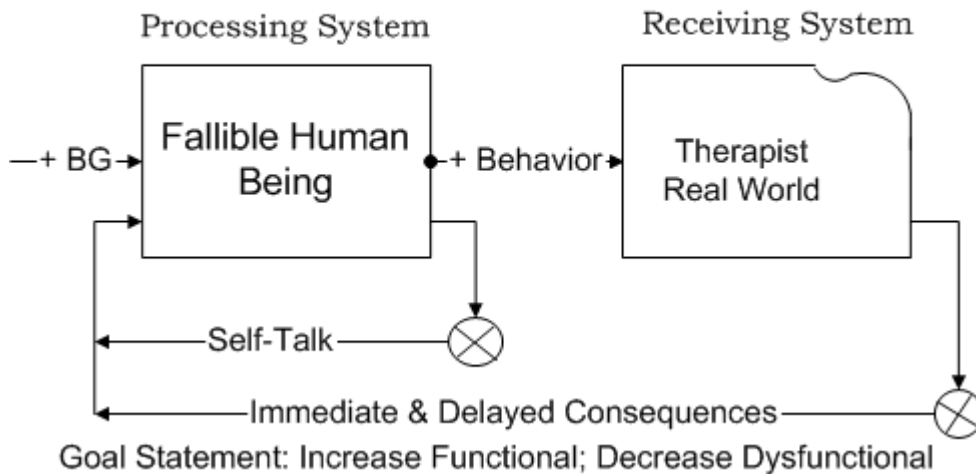 Processing System
Receiving System
Fallible Human
Being
+ BG
+ Behavior
Therapist
Real World
Self-Talk
Immediate & Delayed Consequences
Goal Statement: Increase Functional; Decrease Dysfunctional